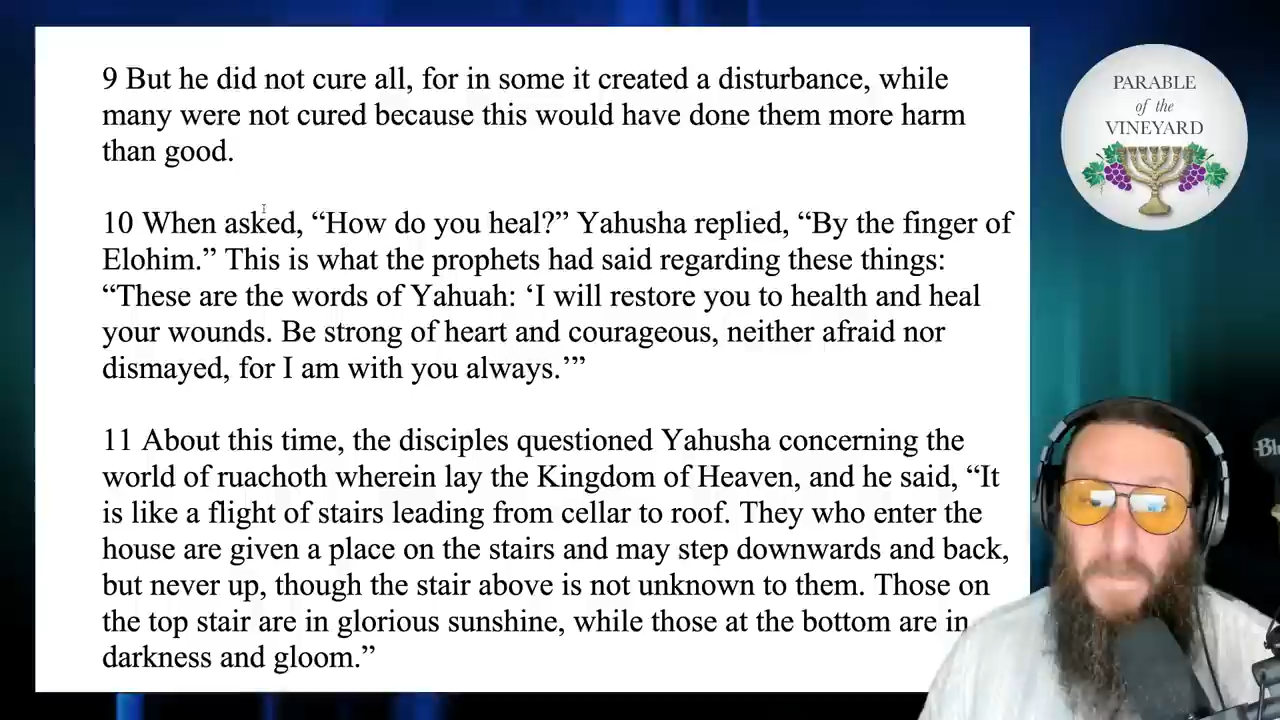 9 But he did not cure all, for in some it created a disturbance, while
many were not cured because this would have done them more harm
than good.
10 When asked, “How do you heal?” Yahusha replied, “By the finger of
Elohim.” This is what the prophets had said regarding these things:
“These are the words of Yahuah: ‘I will restore you to health and heal
your wounds. Be strong of heart and courageous, neither afraid nor
dismayed, for I am with you always.’”
11 About this time, the disciples questioned Yahusha concerning the
world of ruachoth wherein lay the Kingdom of Heaven, and he said, “It
is like a flight of stairs leading from cellar to roof. They who enter the
house are given a place on the stairs and may step downwards and back,
but never up, though the stair above is not unknown to them. Those on
the top stair are in glorious sunshine, while those at the bottom are in
darkness and gloom.”
PARABLE
of the
VINEYARD